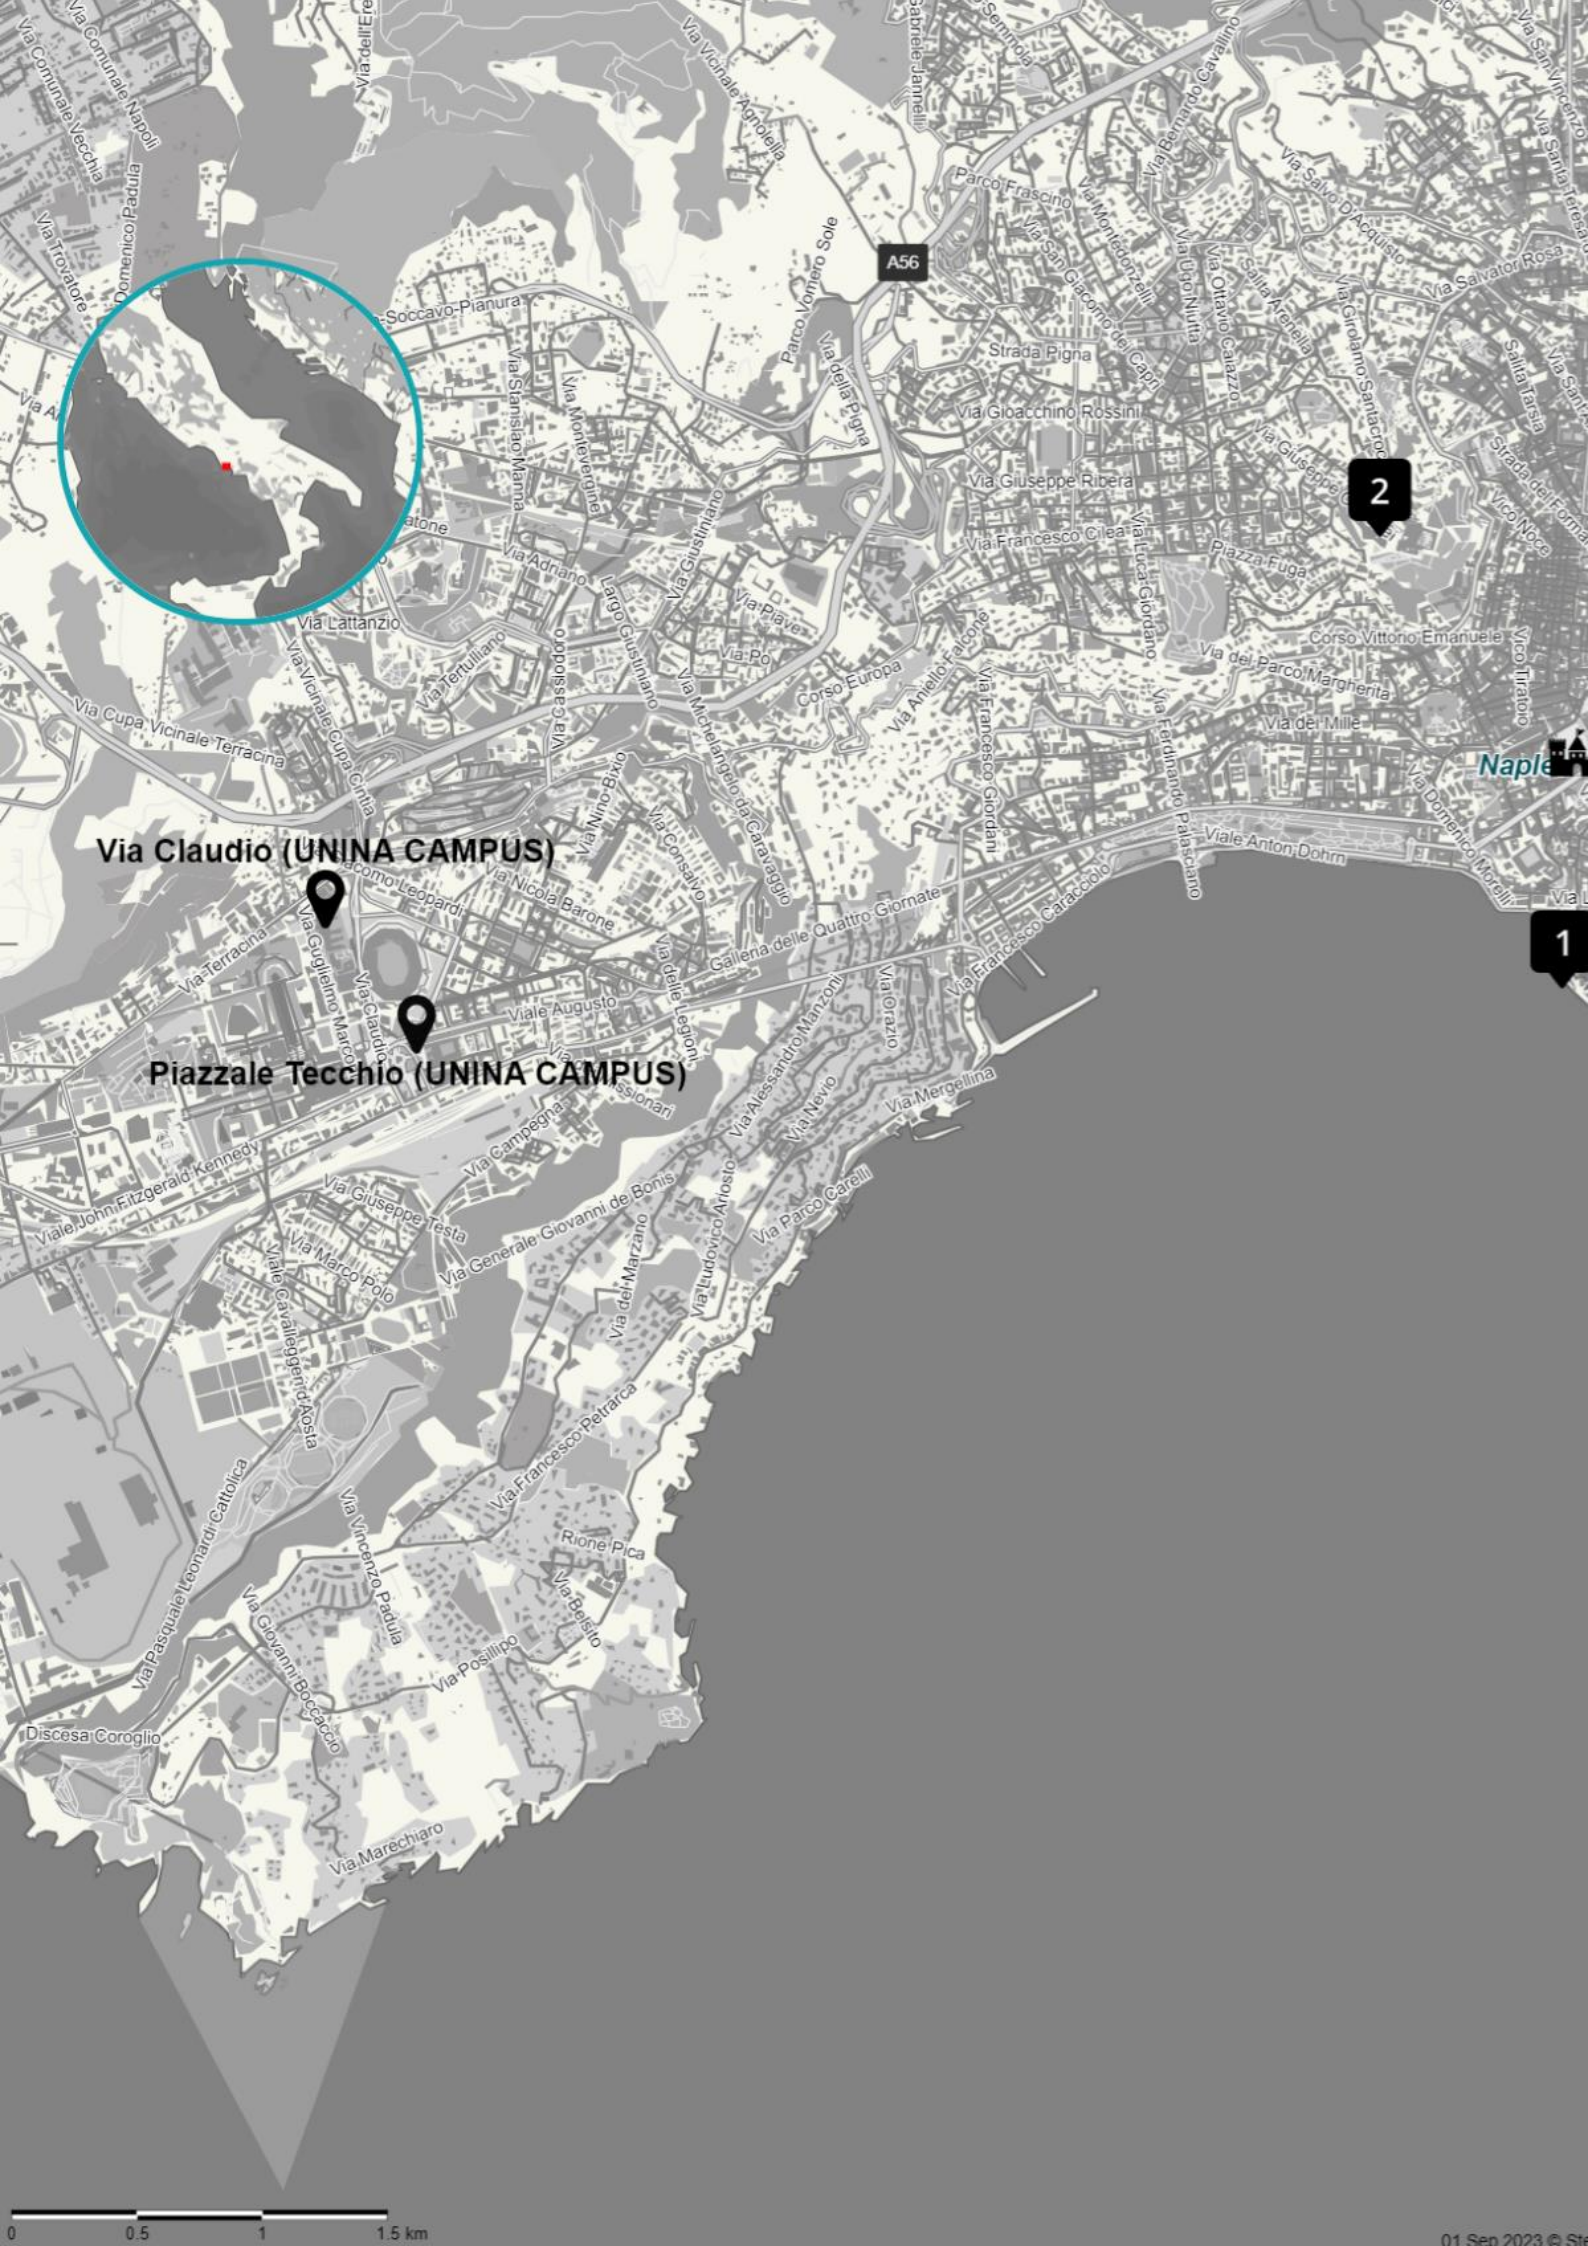 Via Comunale Napoli
Via Comunale Vecchia
Via Vicinale Agnolella
Via Bernardo Cavallino
Via Trovatore
Domenico Padula
Parco Frascino
Via Salvo D'Acquisto
Via San Giacomo dei Capri
Via Montedonzelli
Via Ugo Niutta
Via Ottavio Caiazzo
Salita Arenella
Via Salvator Rosa
Parco Vomero Sole
A56
Soccavo-Pianura
Via Stanislao Manna
Via Montevergine
Via della Pigna
Strada Pigna
Via Girolamo Santacroce
Salita Tarsia
Via Gioacchino Rossini
Via Giuseppe
2
Via Giuseppe Ribera
Vico Noce
Via Giustiniano
Via Francesco Cilea
Via Luca Giordano
Piazza Fuga
Via Adriano
Largo Giustiniano
Via Piave
Via Lattanzio
Via Tertulliano
Via Po
Corso Europa
Via Aniello Falcone
Corso Vittorio Emanuele
Via del Parco Margherita
Vico Tiratoio
Via Cupa Vicinale Terracina
Via Vicinale Cupa Cintia
Via Cassiodoro
Via Michelangelo da Caravaggio
Via Francesco Giordani
Via Ferdinando Palasciano
Via dei Mille
Naple
Via Nino Bixio
Via Consalvo
Via Domenico Morelli
Viale Anton Dohrn
Via Claudio (UNINA CAMPUS)
Via Nicola Barone
Galleria delle Quattro Giornate
Via Francesco Caracciolo
1
Via Terracina
Via Guglielmo Marconi
Via Claudio
Viale Augusto
Via delle Legioni
Via Orazio
Via Alessandro Manzoni
Piazzale Tecchio (UNINA CAMPUS)
Via Nevio
Via Mergellina
Via Campegna
Viale John Fitzgerald Kennedy
Via Giuseppe Testa
Via Generale Giovanni de Bonis
Via Parco Carelli
Via Ludovico Ariosto
Via del Marzano
Via Marco Polo
Viale Cavalleggeri d'Aosta
Via Francesco Petrarca
Via Pasquale Leonardi Cattolica
Via Vincenzo Padula
Rione Pica
Via Belsito
Via Giovanni Boccaccio
Via Posillipo
Discesa Coroglio
Via Marechiaro
0 0.5 1 1.5 km
01 Sep 2023 © Ste